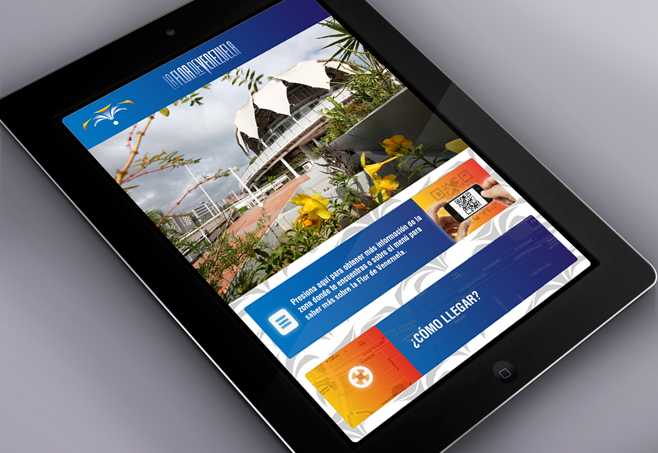 LA FLOR DE VENEZUELA
Presiona aquí para obtener más información de la
zona donde te encuentras o sobre el menú para
saber más sobre la Flor de Venezuela.
¿CÓMO LLEGAR?